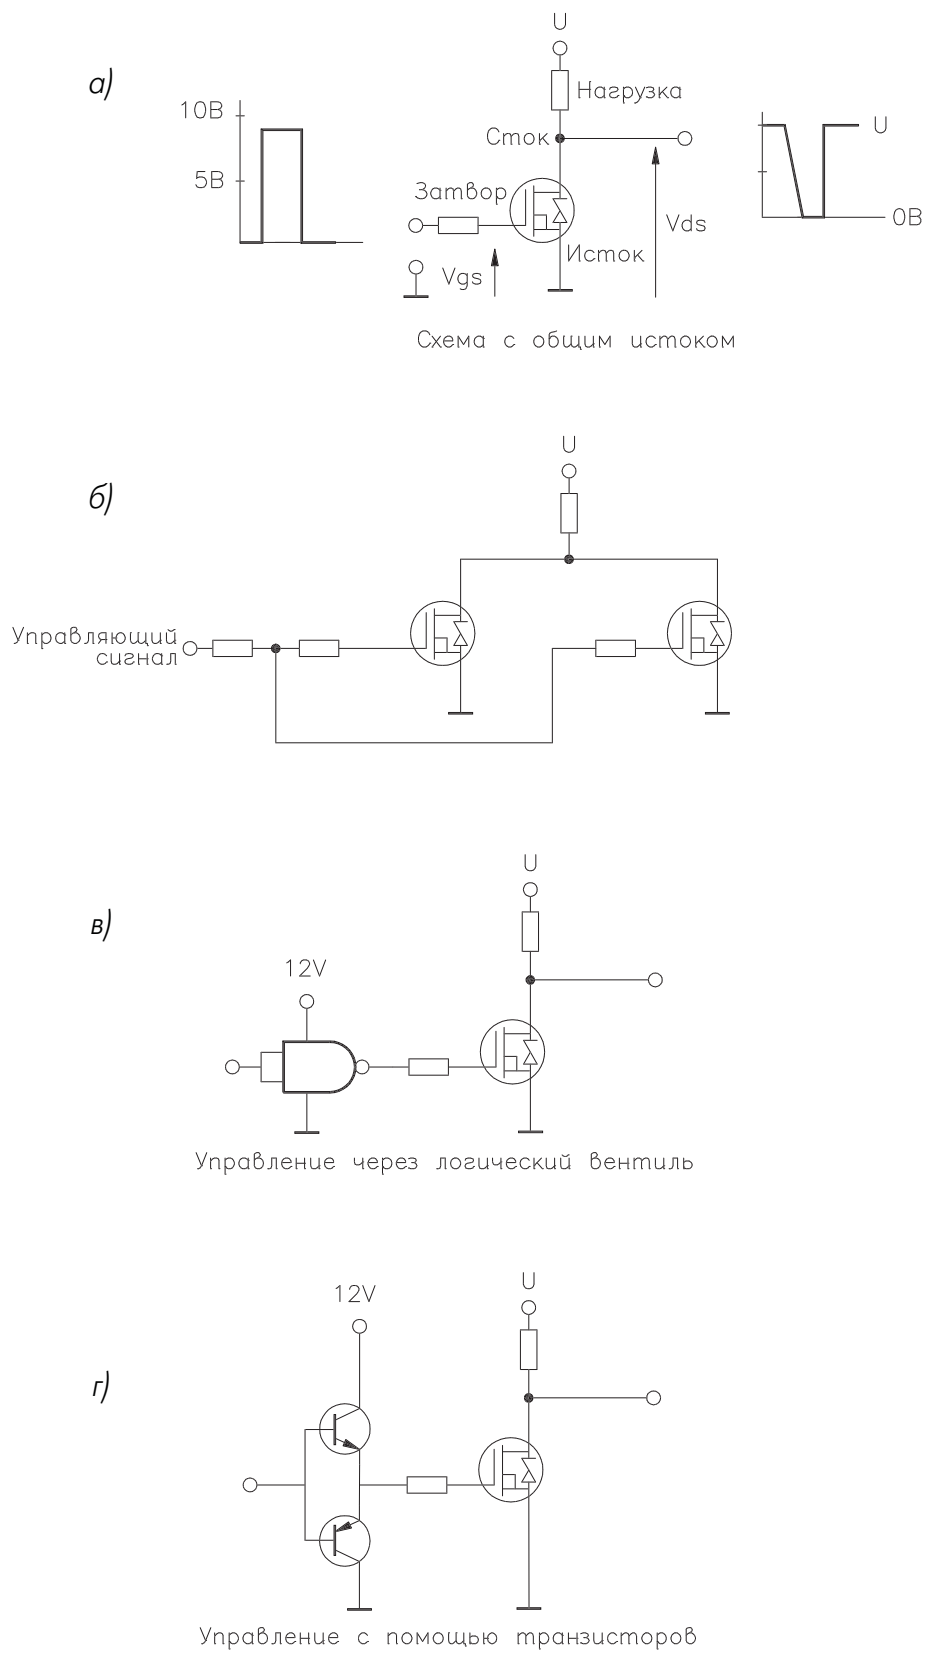 U
а)
Нагрузка
10В
Сток
U
5В
Затвор
0В
Vds
Исток
Vgs
Схема с общим истоком
U
б)
Управляющий
сигнал
U
в)
12V
Управление через логический вентиль
U
12V
г)
Управление с помощью транзисторов